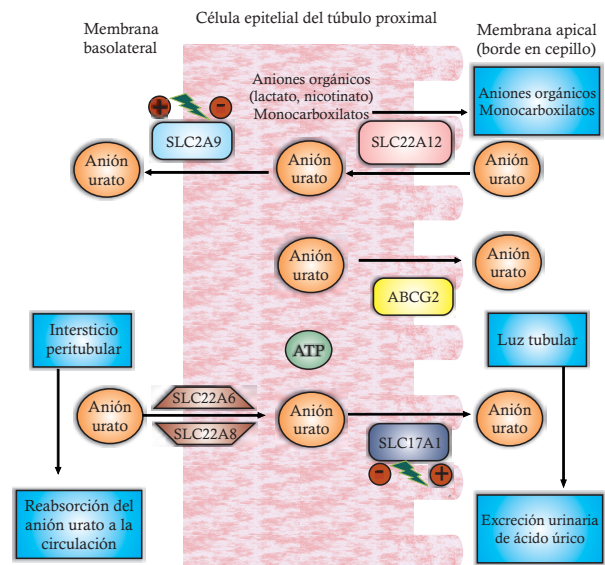 Célula epitelial del túbulo proximal
Membrana
basolateral
Membrana apical
(borde en cepillo)
Aniones orgánicos
(lactato, nicotinato)
Monocarboxilatos
Aniones orgánicos
Monocarboxilatos
+
-
SLC2A9
SLC22A12
Anión
urato
Anión
urato
Anión
urato
Anión
urato
Anión
urato
ABCG2
Intersticio
peritubular
ATP
Luz tubular
Anión
urato
SLC22A6
SLC22A8
Anión
urato
SLC17A1
-
+
Anión
urato
Reabsorción del
anión urato a la
circulación
Excreción urinaria
de ácido úrico